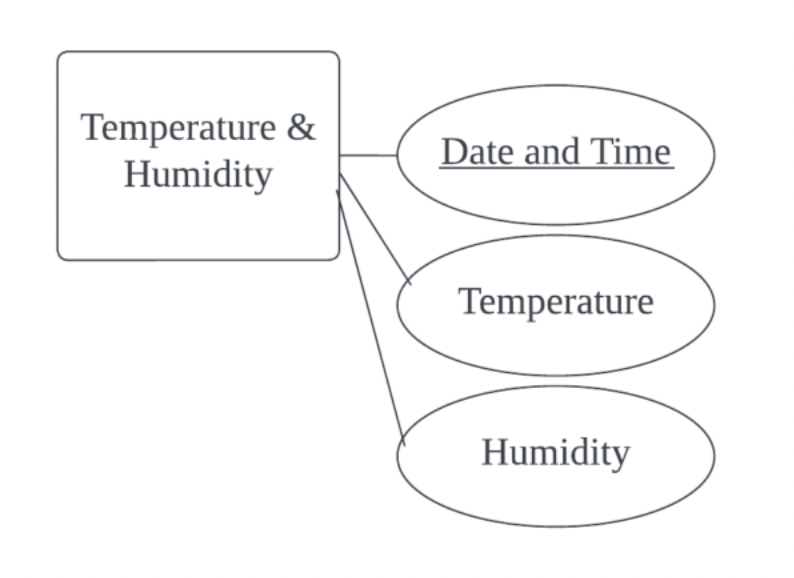 Temperature &
Humidity
Date and Time
Temperature
Humidity